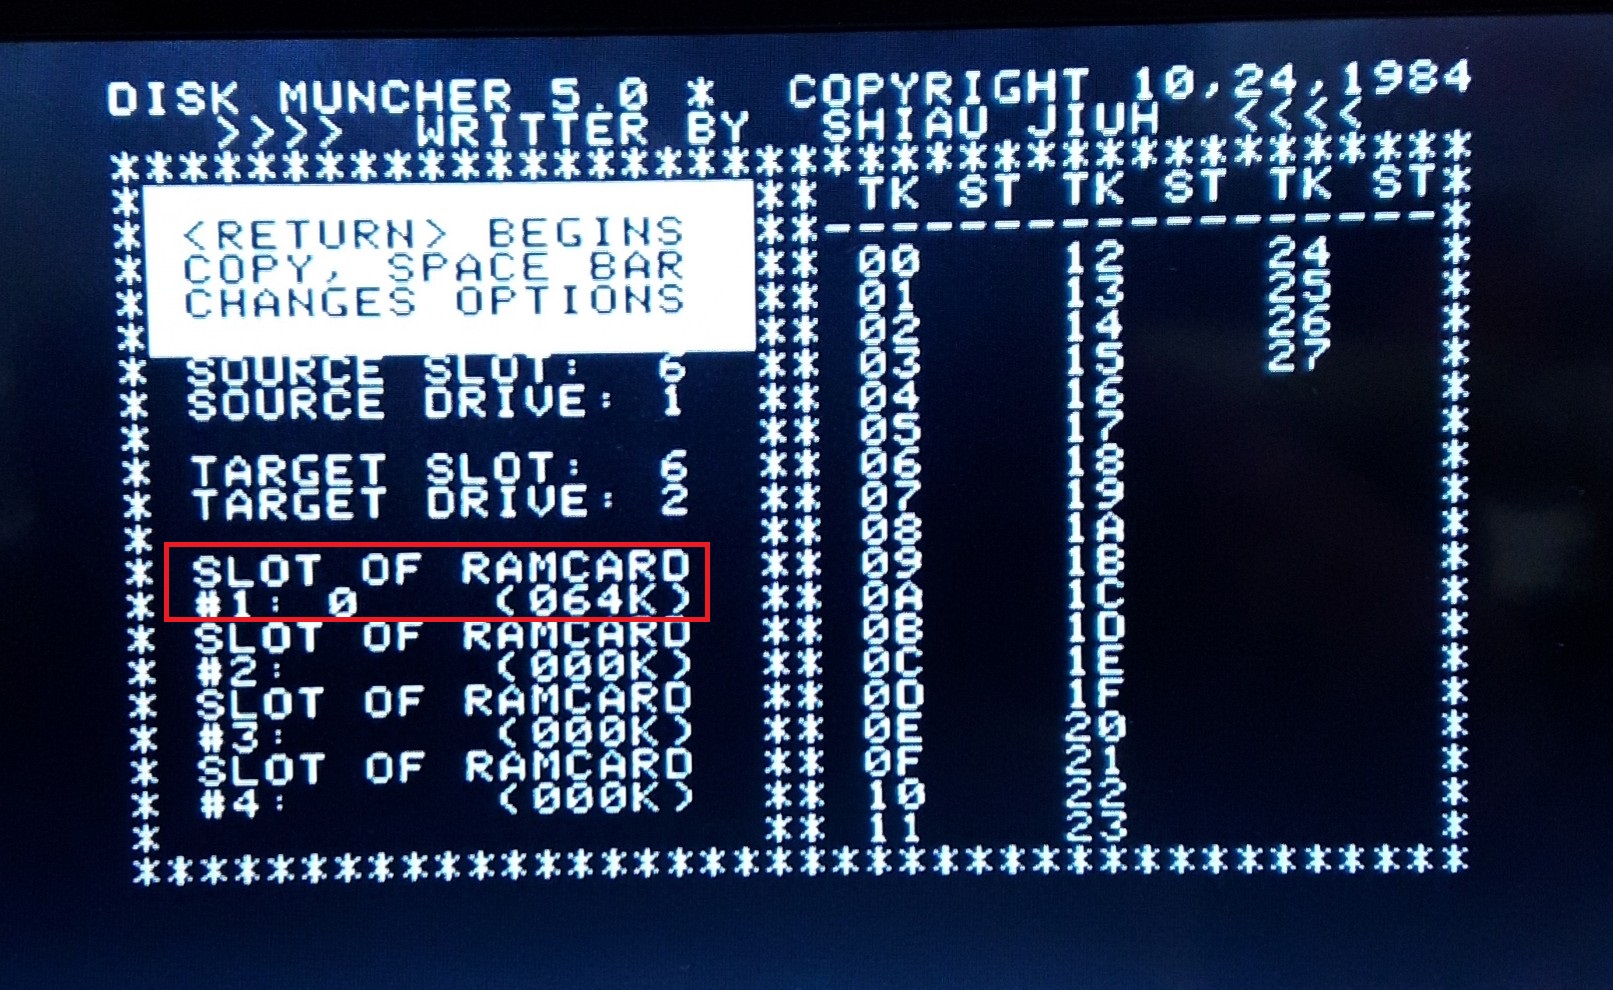 DISK MUNCHER 5.0 * COPYRIGHT 10,24,1984
>>>> WRITTER BY SHIAU JIUH <<<<
***************************************
* ** TK ST TK ST TK ST*
* <RETURN> BEGINS **------------------*
* COPY, SPACE BAR ** 00 12 24 *
* CHANGES OPTIONS ** 01 13 25 *
* ** 02 14 26 *
* SOURCE SLOT: 6 ** 03 15 27 *
* SOURCE DRIVE: 1 ** 04 16 *
* ** 05 17 *
* TARGET SLOT: 6 ** 06 18 *
* TARGET DRIVE: 2 ** 07 19 *
* ** 08 1A *
* SLOT OF RAMCARD ** 09 1B *
* #1: 0 (064K) ** 0A 1C *
* SLOT OF RAMCARD ** 0B 1D *
* #2: (000K) ** 0C 1E *
* SLOT OF RAMCARD ** 0D 1F *
* #3: (000K) ** 0E 20 *
* SLOT OF RAMCARD ** 0F 21 *
* #4: (000K) ** 10 22 *
* ** 11 23 *
***************************************